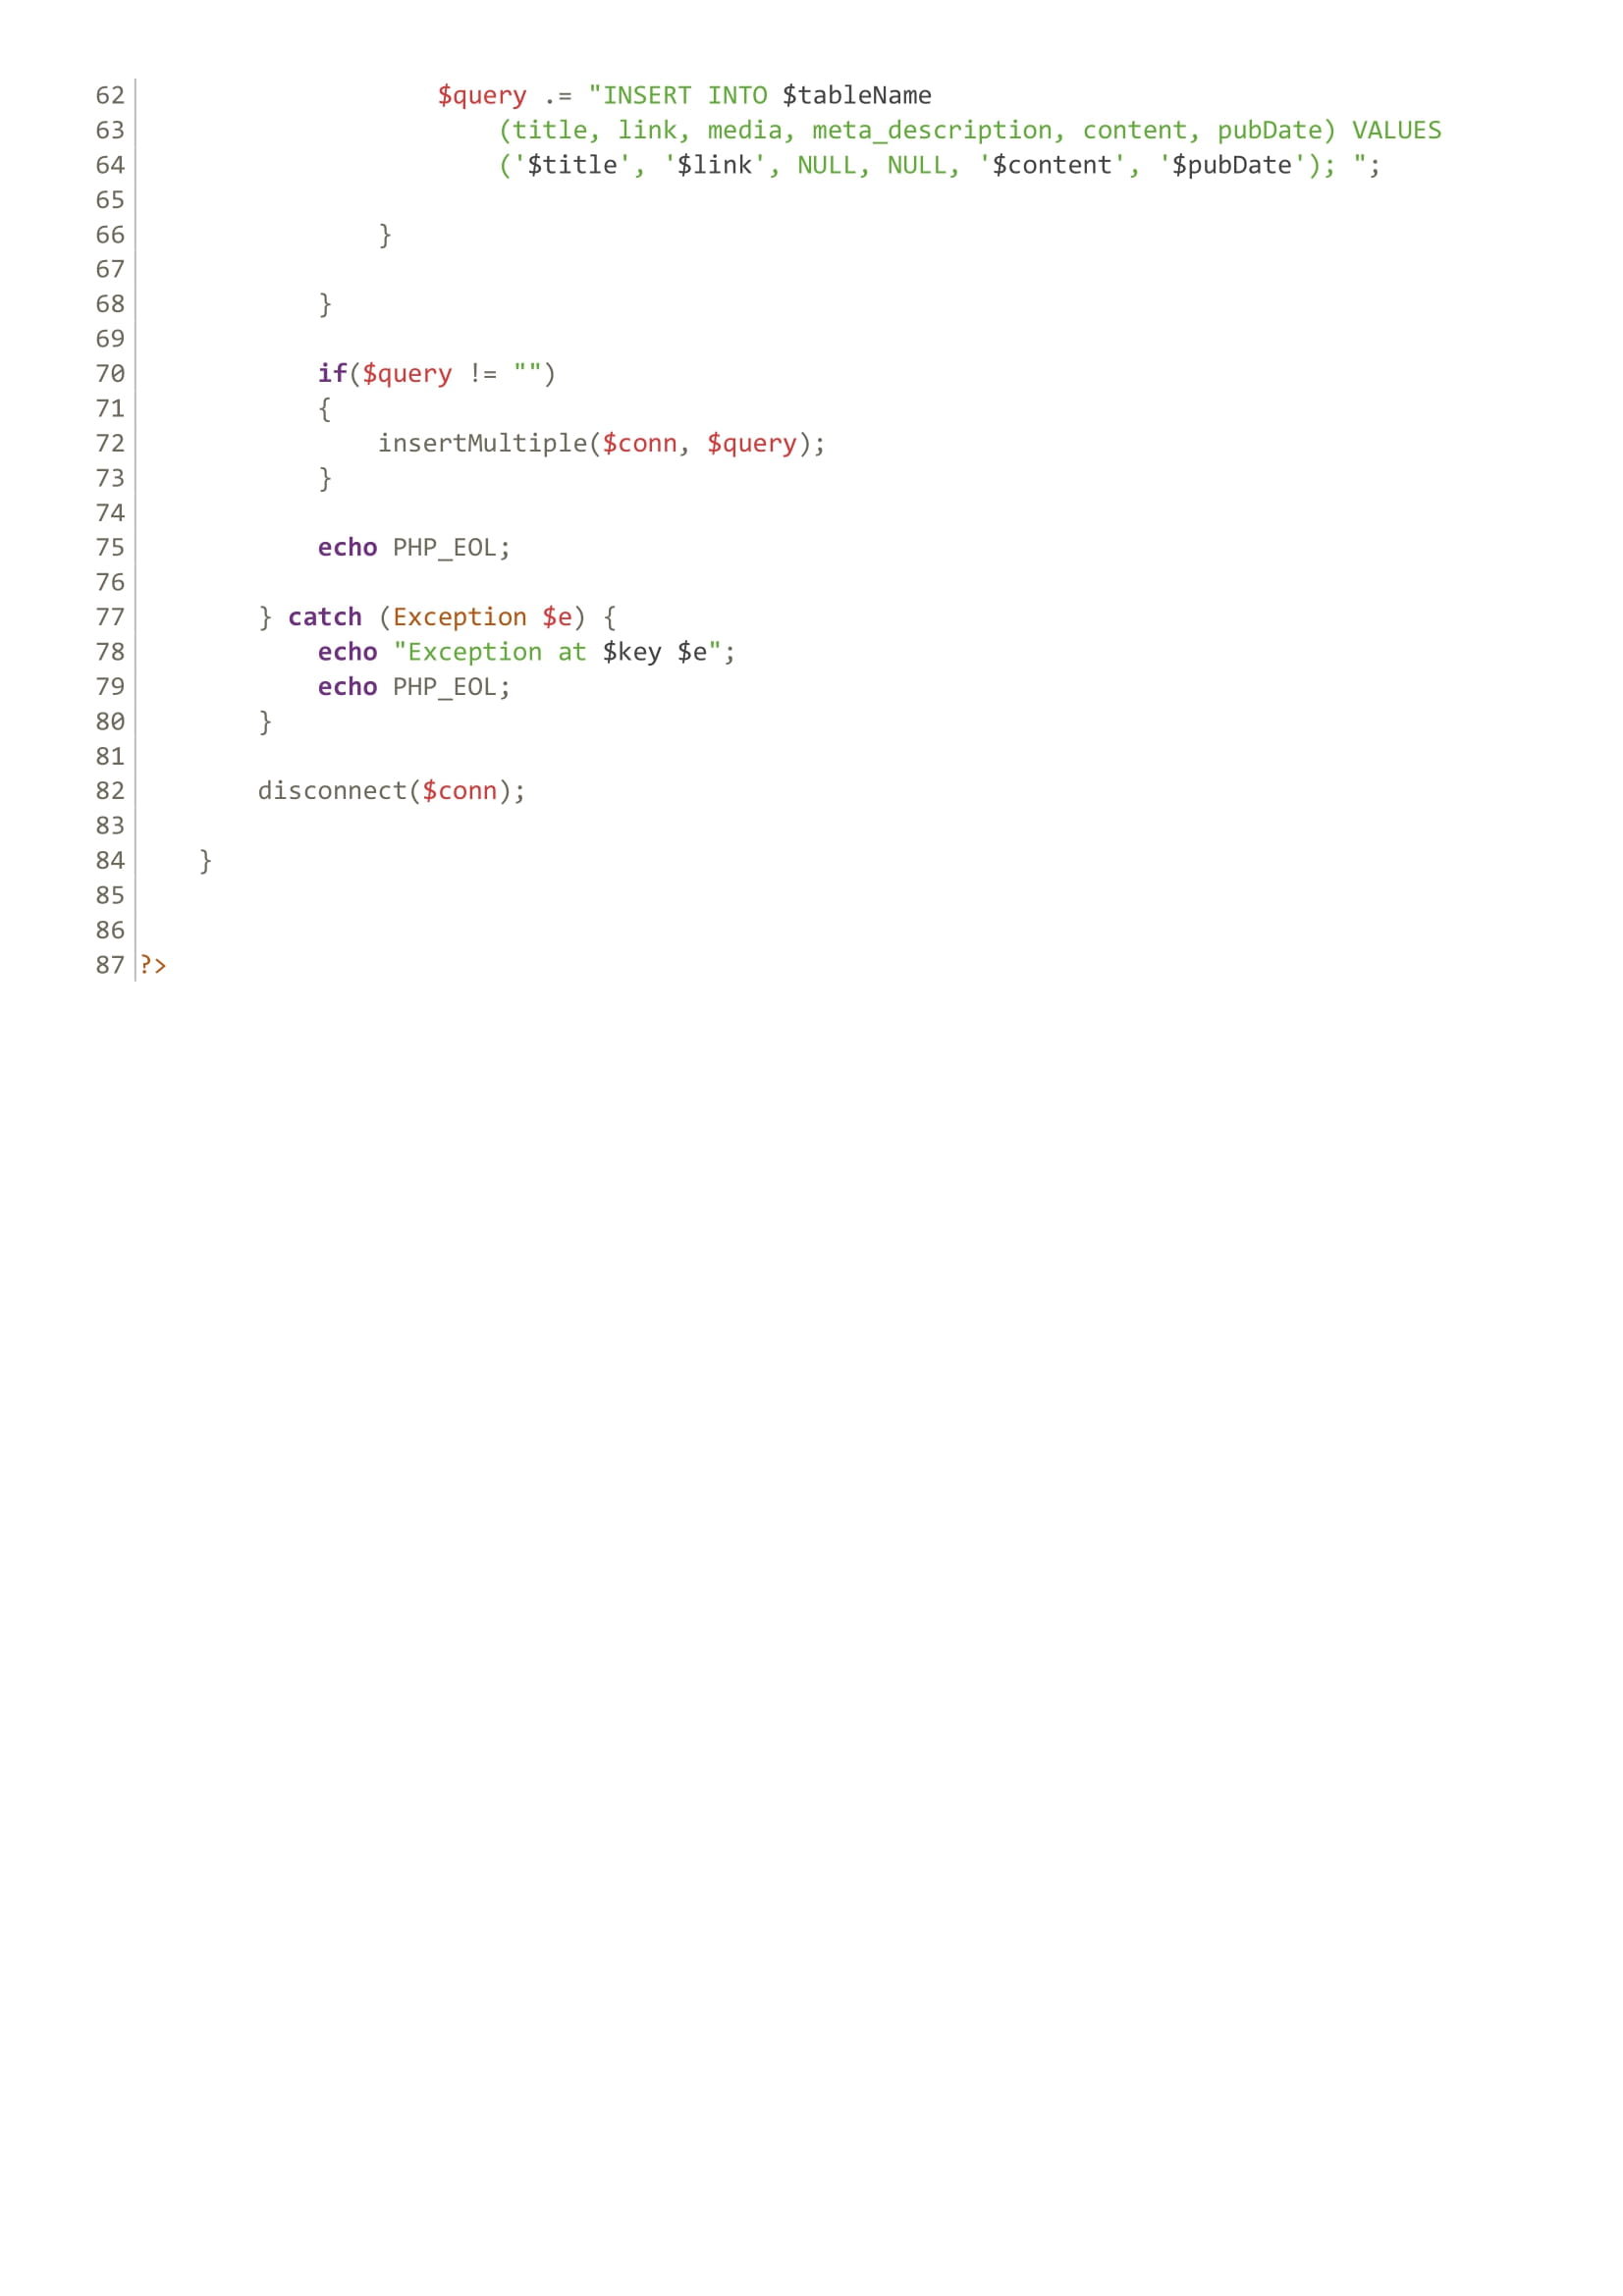 62                    $query .= "INSERT INTO $tableName
63                        (title, link, media, meta_description, content, pubDate) VALUES
64                        ('$title', '$link', NULL, NULL, '$content', '$pubDate'); ";
65
66                }
67
68            }
69
70            if($query != "")
71            {
72                insertMultiple($conn, $query);
73            }
74
75            echo PHP_EOL;
76
77        } catch (Exception $e) {
78            echo "Exception at $key $e";
79            echo PHP_EOL;
80        }
81
82        disconnect($conn);
83
84    }
85
86
87 ?>